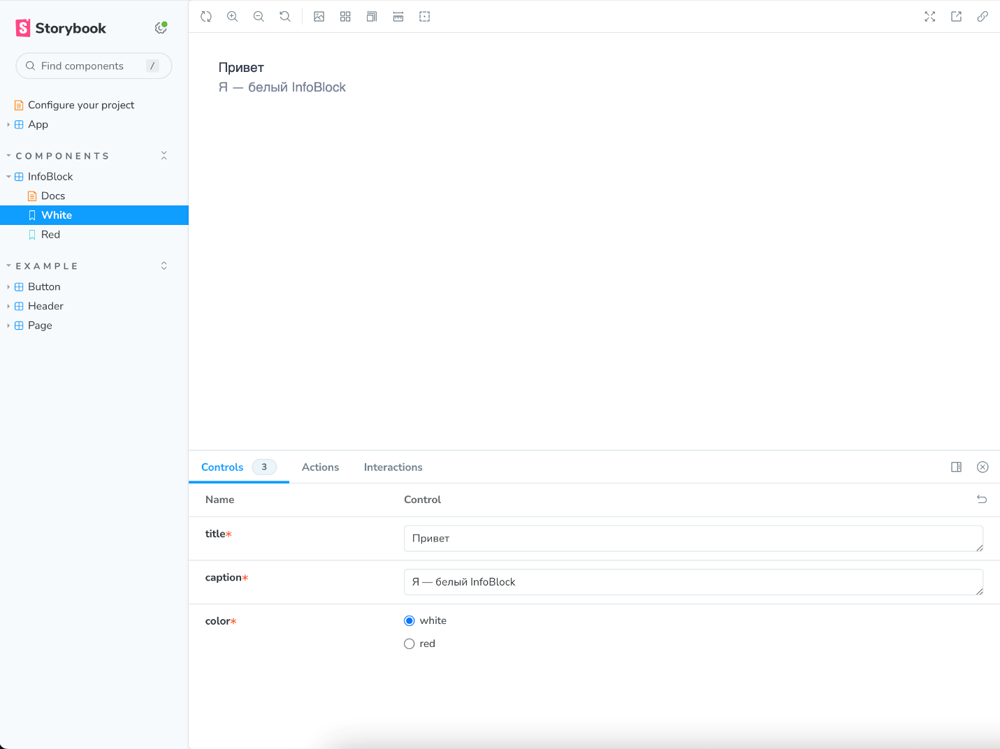 Storybook
Find components /
Configure your project
App
COMPONENTS
InfoBlock
Docs
White
Red
EXAMPLE
Button
Header
Page
Привет
Я — белый InfoBlock
Controls 3 Actions Interactions
Name Control
title* Привет
caption* Я — белый InfoBlock
color* white
red